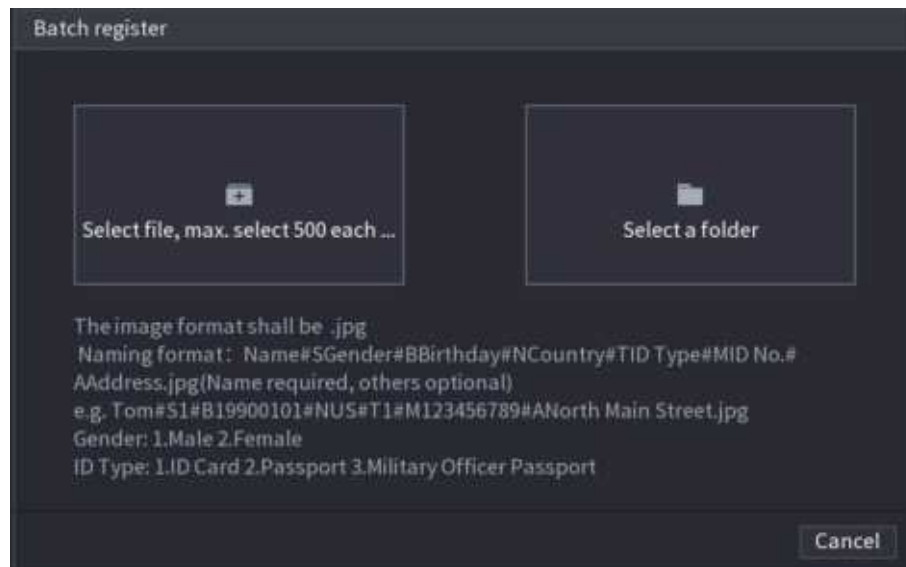 Batch register
Select file, max. select 500 each ...
Select a folder
The image format shall be .jpg
Naming format: Name#SGender#BBirthday#NCountry#TID Type#MID No.#
AAddress.jpg(Name required, others optional)
e.g. Tom#S1#B19900101#NUS#T1#M123456789#ANorth Main Street.jpg
Gender: 1.Male 2.Female
ID Type: 1.ID Card 2.Passport 3.Military Officer Passport
Cancel